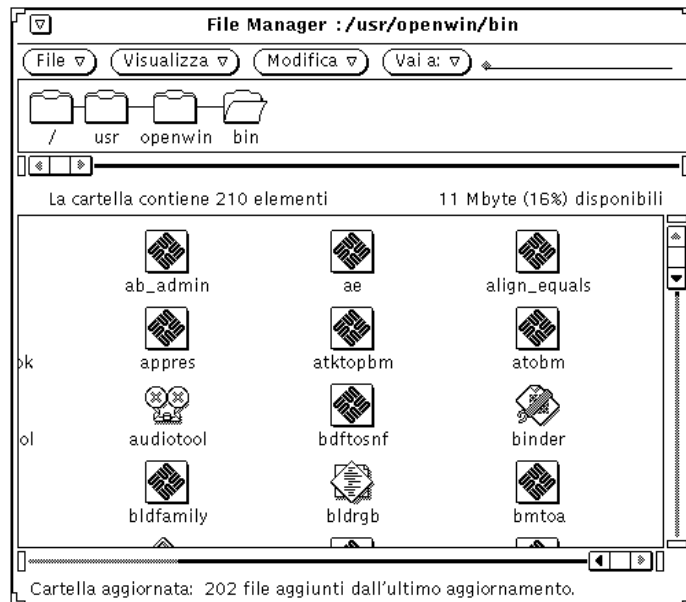 File Manager :/usr/openwin/bin
File Visualizza Modifica Vai a:
/ usr openwin bin
La cartella contiene 210 elementi 11 Mbyte (16%) disponibili
ab_admin ae align_equals
ok appres atktopbm atobm
ol audiotool bdftosnf binder
bldfamily bldrgb bmtoa
Cartella aggiornata: 202 file aggiunti dall'ultimo aggiornamento.